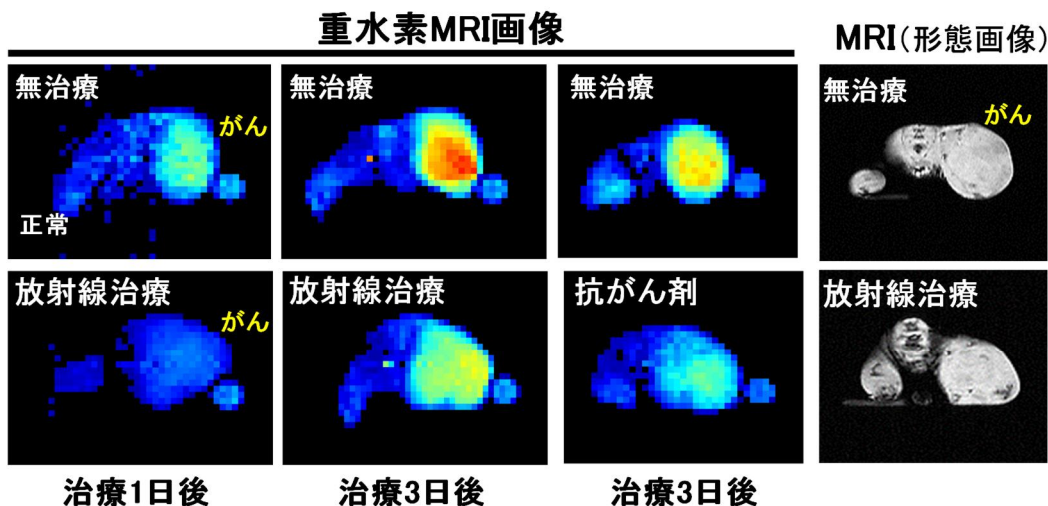 重水素MRI画像
MRI(形態画像)
無治療
がん
正常
無治療
無治療
無治療
がん
放射線治療
がん
放射線治療
抗がん剤
放射線治療
治療1日後
治療3日後
治療3日後